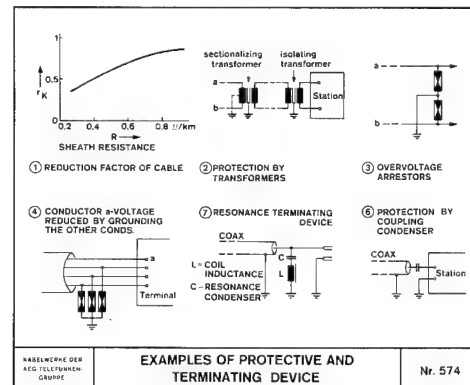 sectionalizing transformer
isolating transformer
1
0.5
r_K
0.2 0.4 0.6 0.8 Ω/km
R
SHEATH RESISTANCE
a
b
Station
a
b
① REDUCTION FACTOR OF CABLE
② PROTECTION BY
TRANSFORMERS
③ OVERVOLTAGE
ARRESTORS
④ CONDUCTOR a-VOLTAGE
REDUCED BY GROUNDING
THE OTHER CONDS.
a
Terminal
⑦ RESONANCE TERMINATING
DEVICE
COAX
L=COIL
INDUCTANCE
C-RESONANCE
CONDENSER
C
L
⑥ PROTECTION BY
COUPLING
CONDENSER
COAX
Station
KABELWERKE DER
AEG-TELEFUNKEN-
GRUPPE
EXAMPLES OF PROTECTIVE AND
TERMINATING DEVICE
Nr. 574